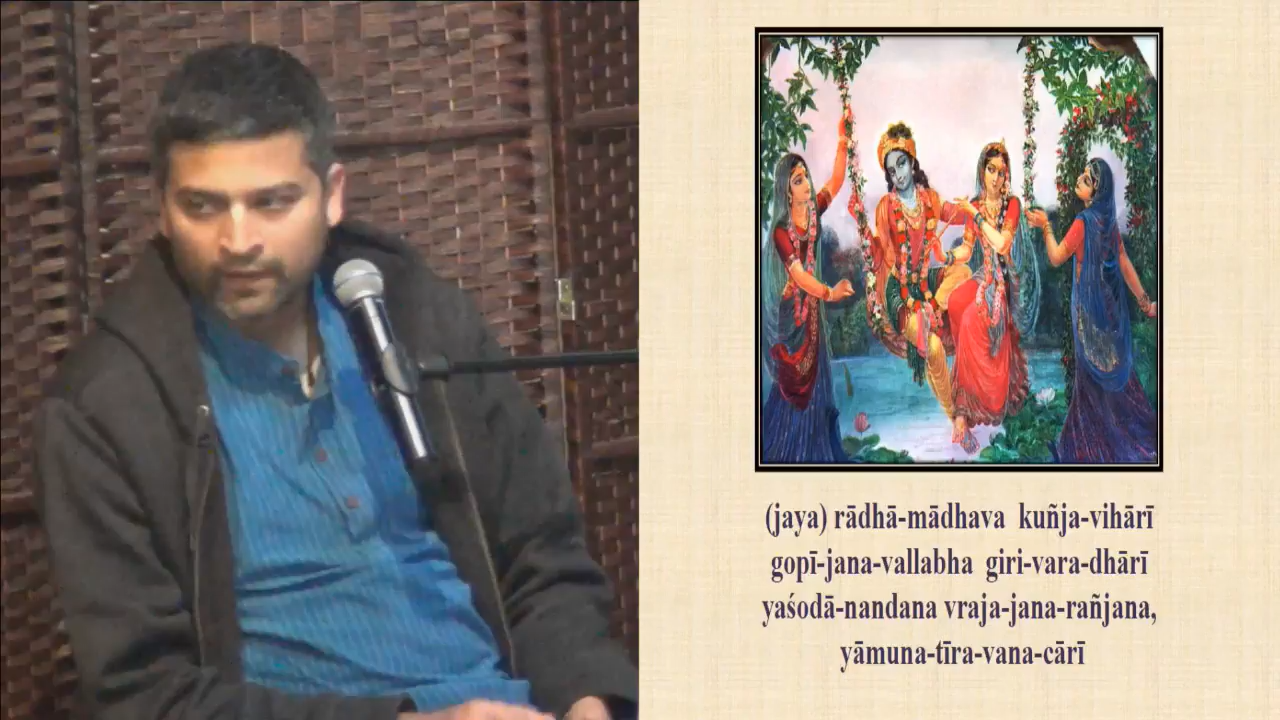 (jaya) rādhā-mādhava kuñja-vihārī
gopī-jana-vallabha giri-vara-dhārī
yaśodā-nandana vraja-jana-rañjana,
yāmuna-tīra-vana-cārī